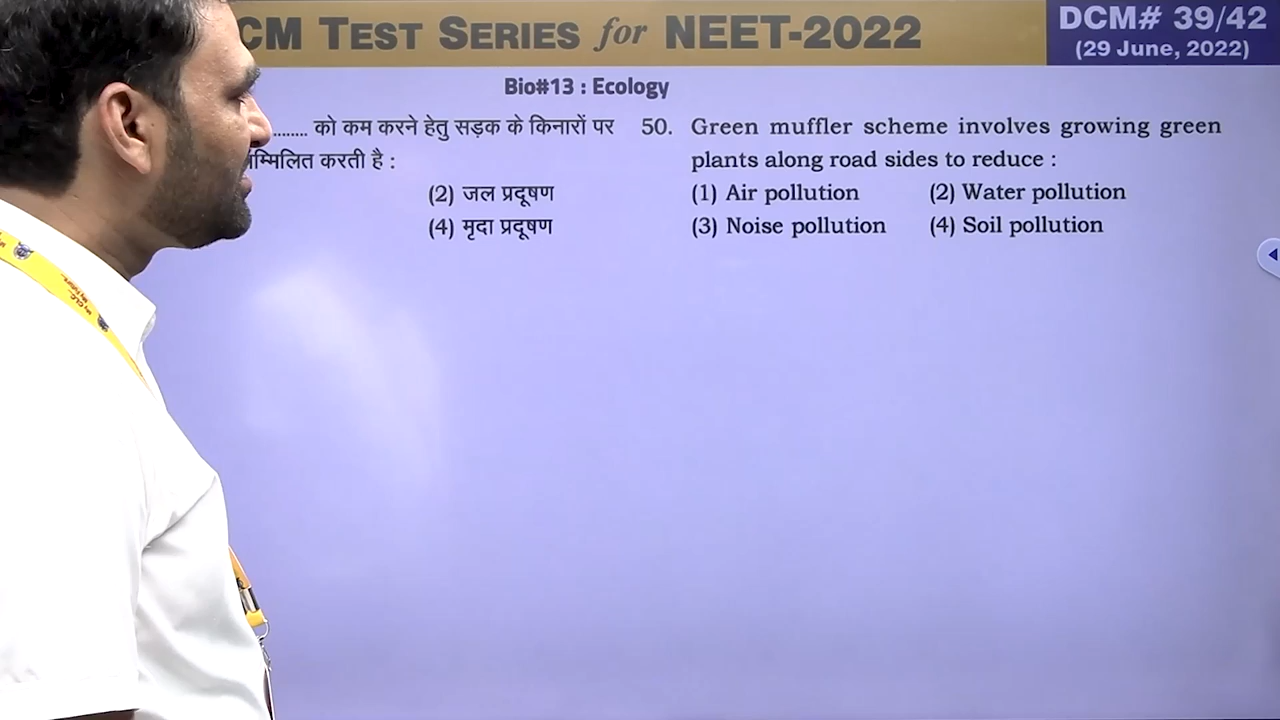 CM TEST SERIES for NEET-2022
DCM# 39/42
(29 June, 2022)
Bio#13 : Ecology
........ को कम करने हेतु सड़क के किनारों पर
करती है :
(2) जल प्रदूषण
(4) मृदा प्रदूषण
50. Green muffler scheme involves growing green
plants along road sides to reduce :
(1) Air pollution (2) Water pollution
(3) Noise pollution (4) Soil pollution